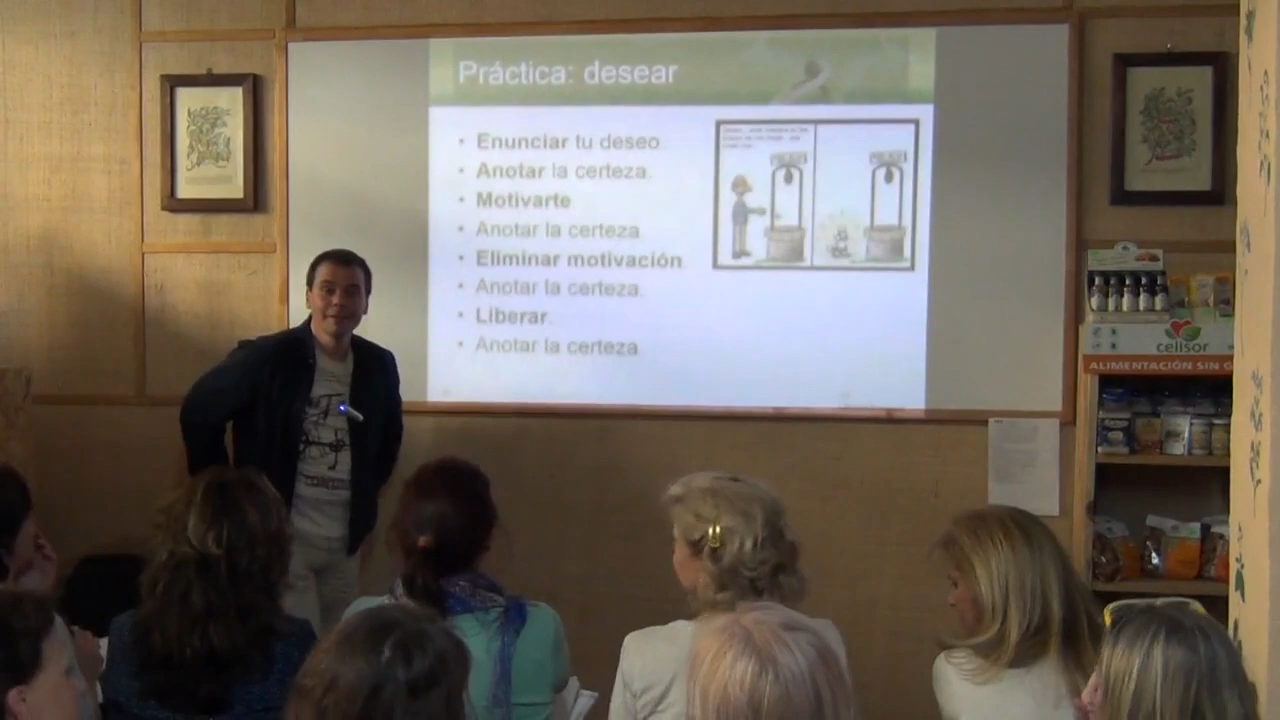 Práctica: desear
• Enunciar tu deseo.
• Anotar la certeza.
• Motivarte
• Anotar la certeza.
• Eliminar motivación
• Anotar la certeza.
• Liberar.
• Anotar la certeza
celisor
ALIMENTACIÓN SIN G